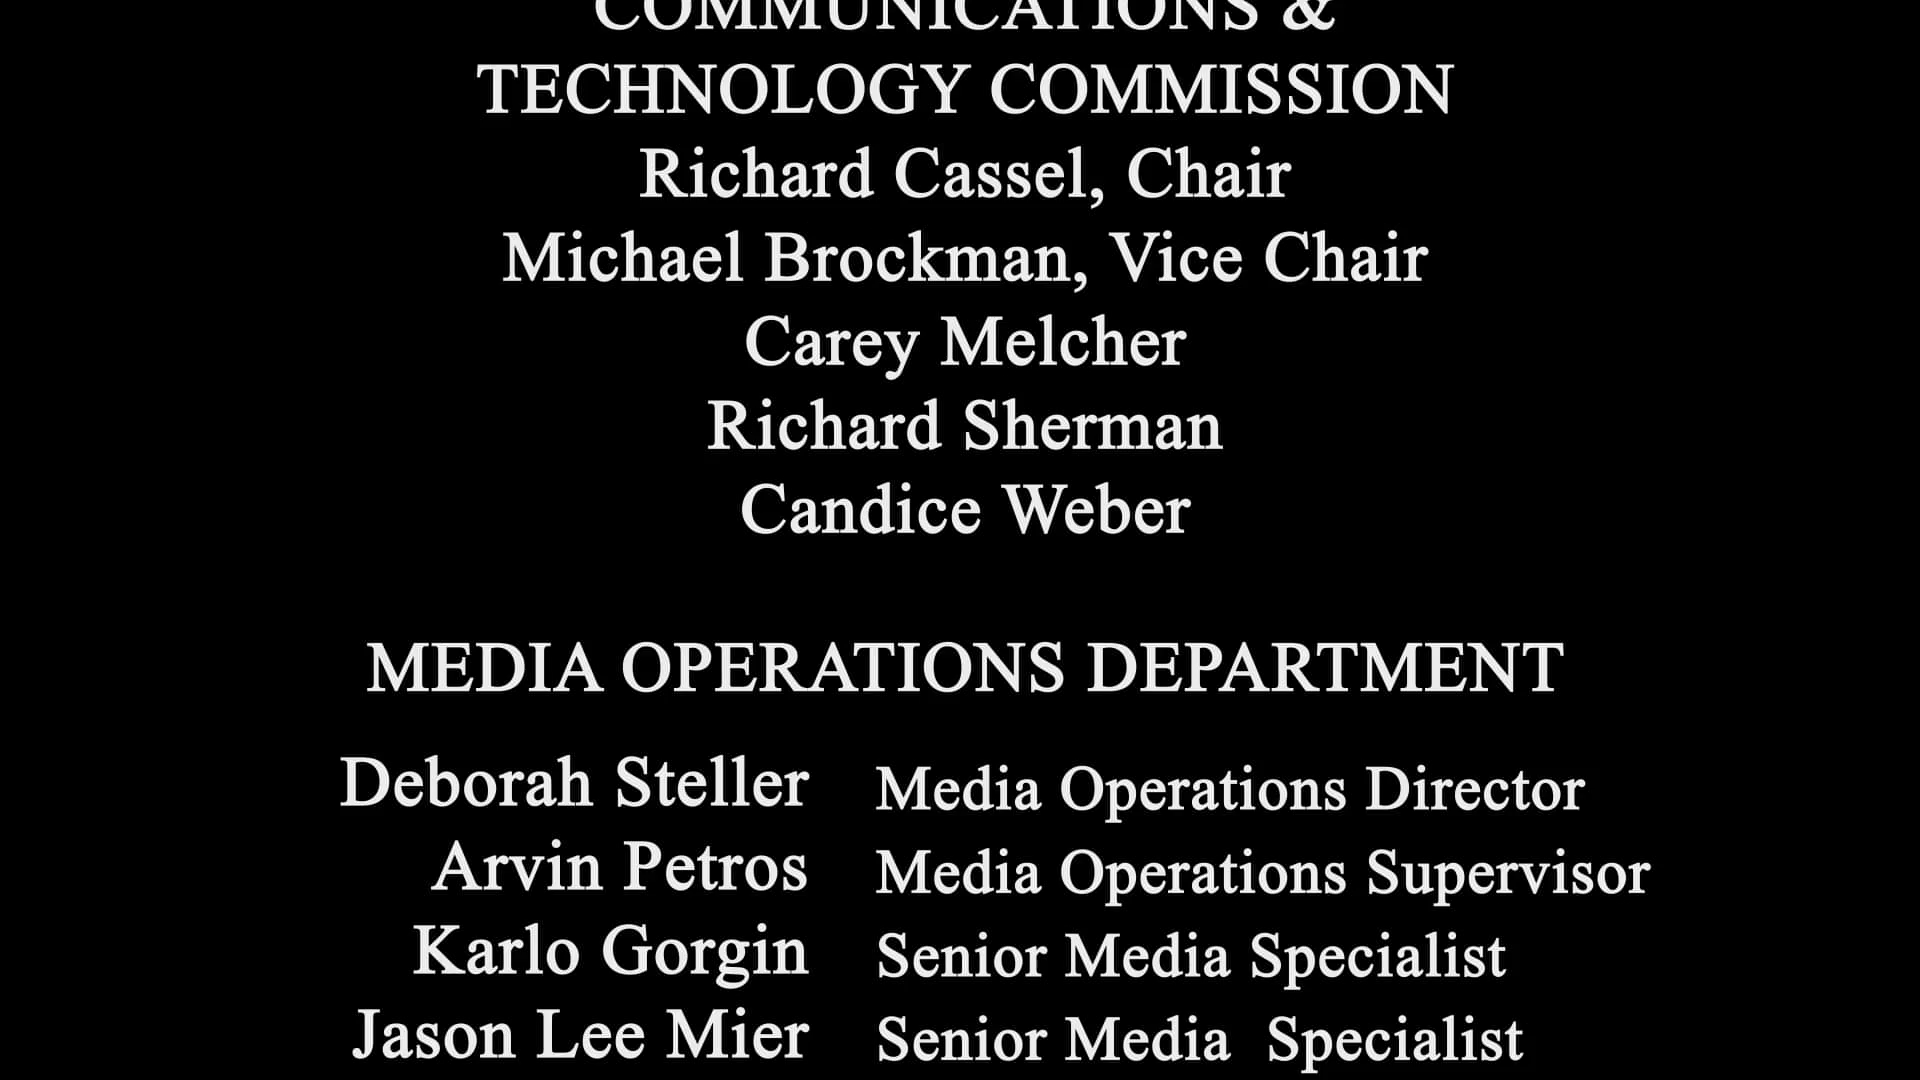 COMMUNICATIONS &
TECHNOLOGY COMMISSION
Richard Cassel, Chair
Michael Brockman, Vice Chair
Carey Melcher
Richard Sherman
Candice Weber
MEDIA OPERATIONS DEPARTMENT
Deborah Steller Media Operations Director
Arvin Petros Media Operations Supervisor
Karlo Gorgin Senior Media Specialist
Jason Lee Mier Senior Media Specialist